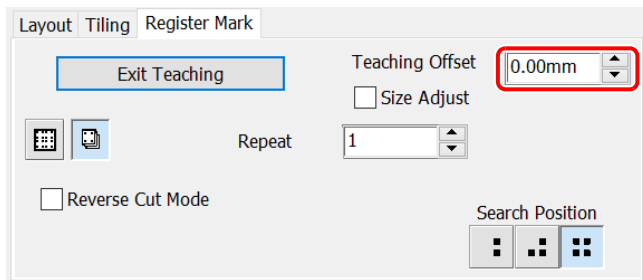 Layout Tiling Register Mark
Exit Teaching
Teaching Offset 0.00mm
Size Adjust
Repeat 1
Reverse Cut Mode
Search Position